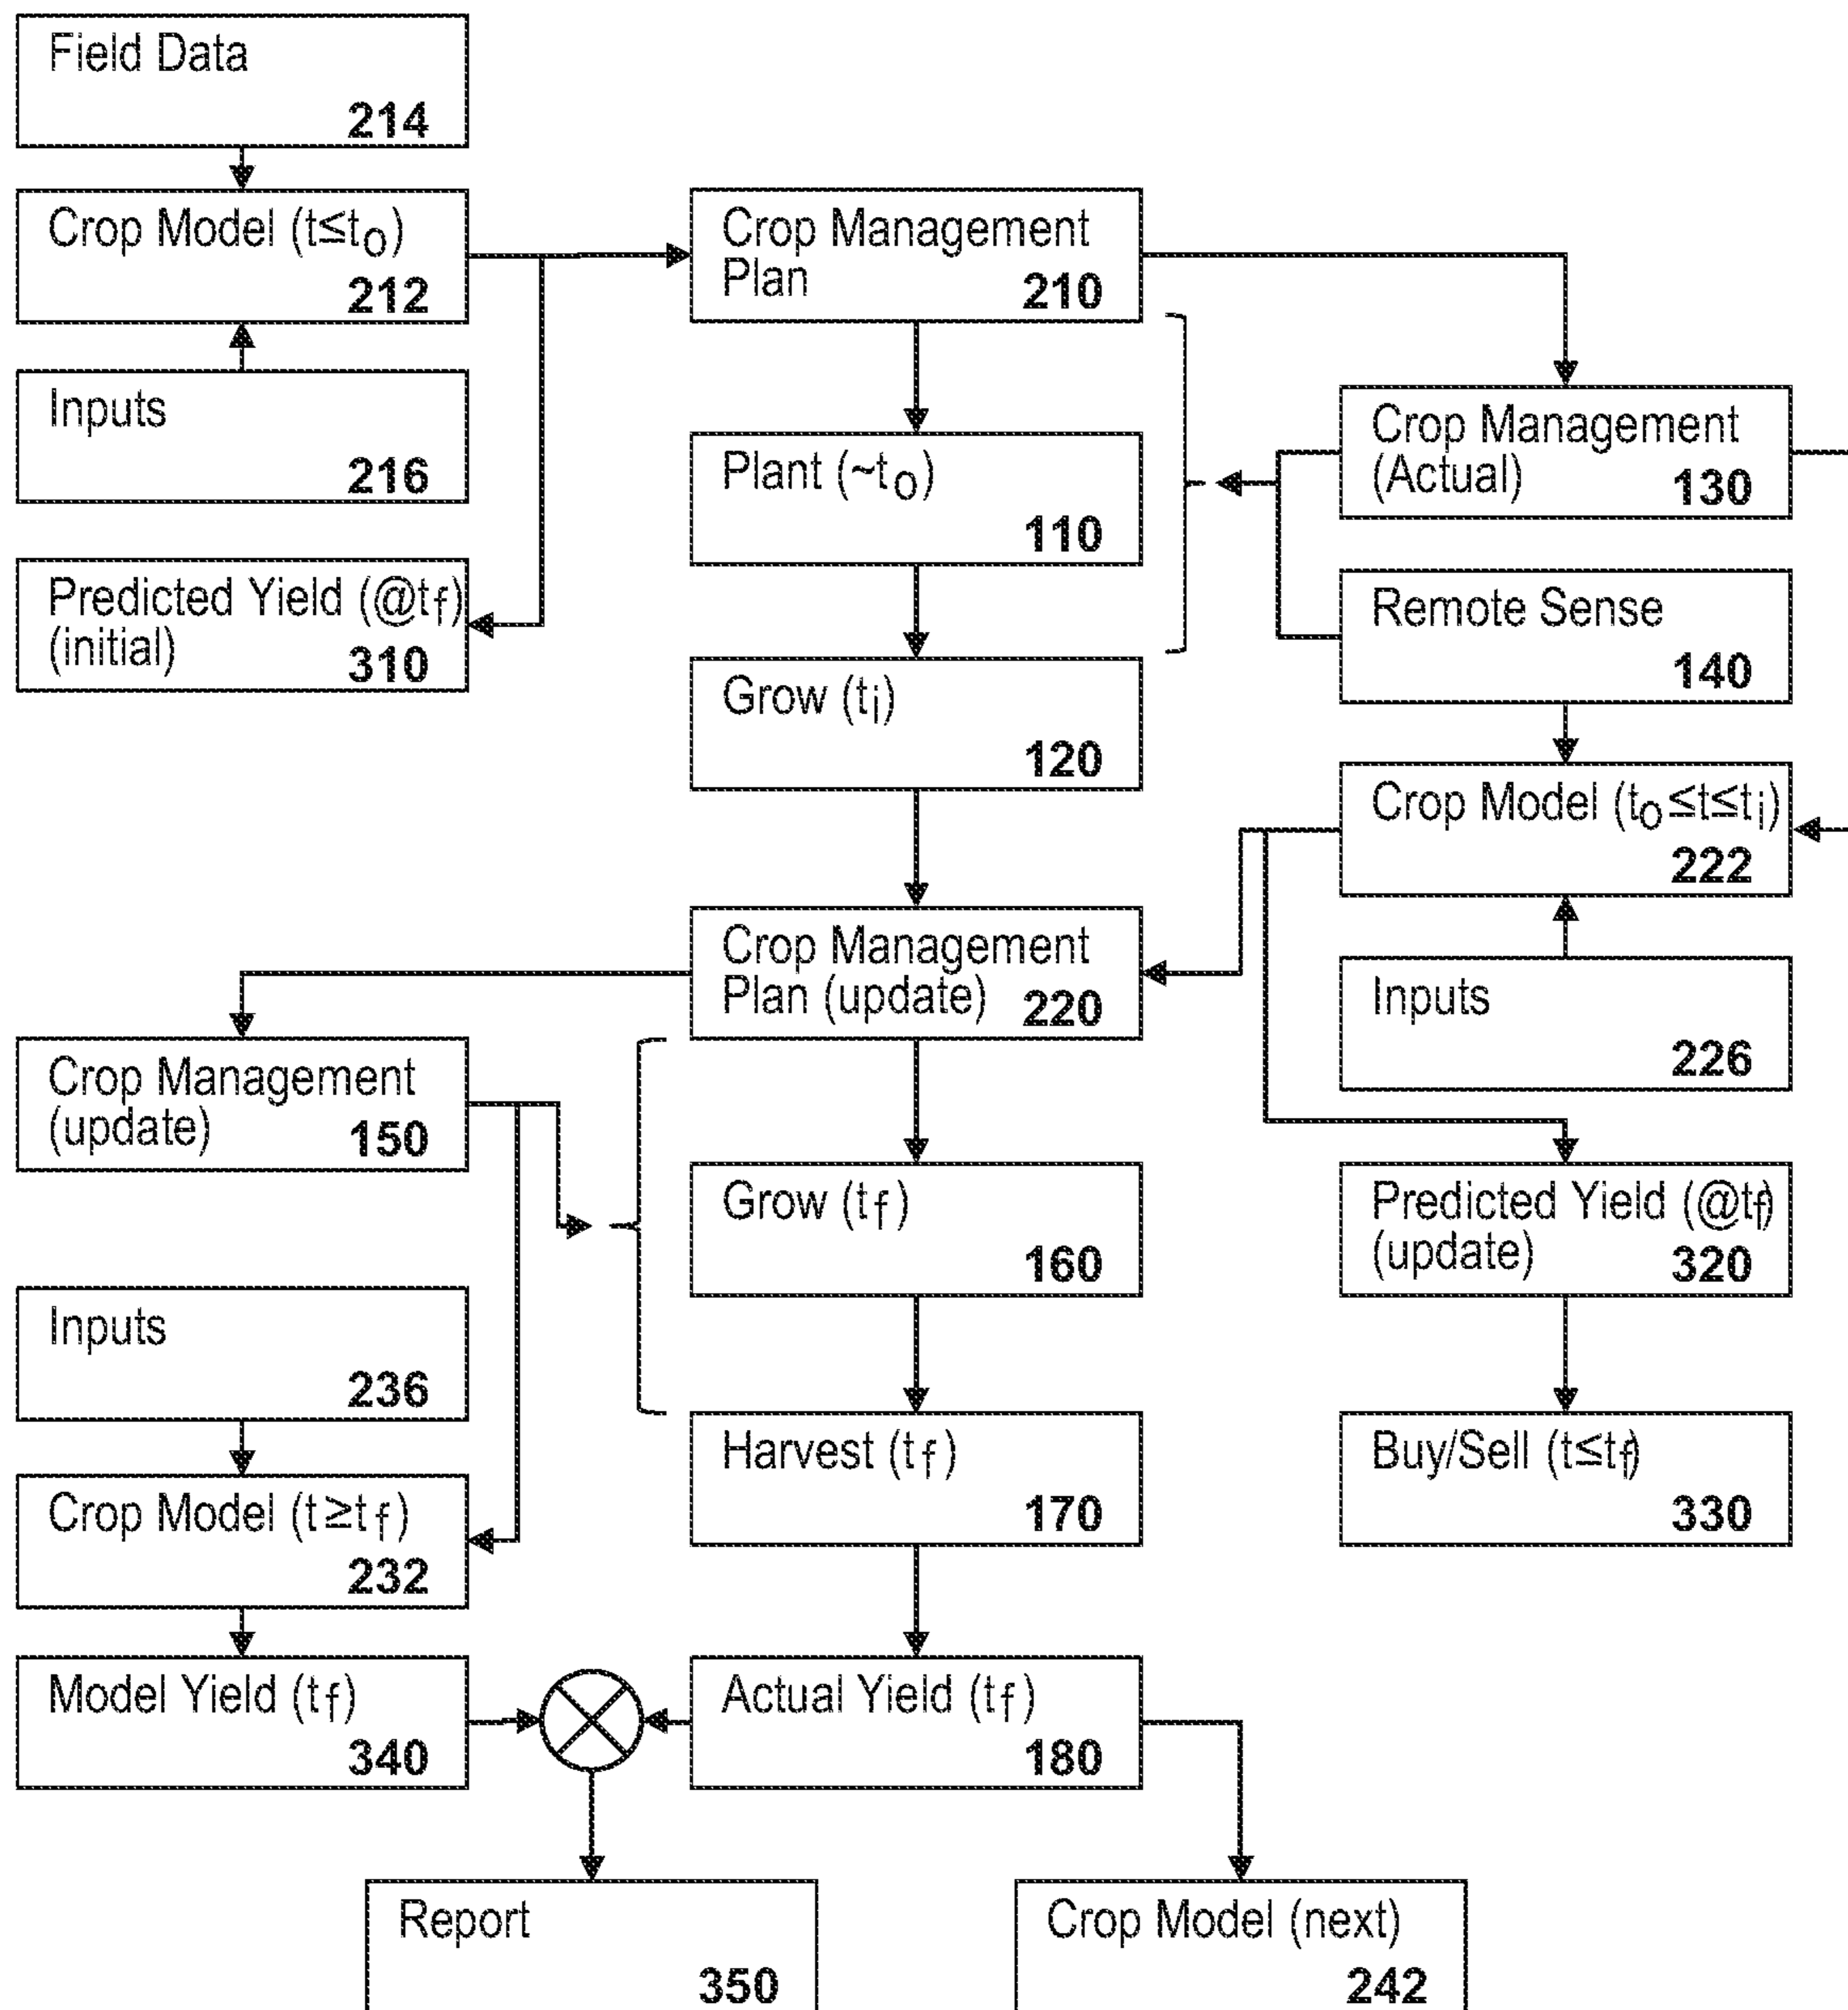 Field Data
214
Crop Model (t≤to)
212
Inputs
216
Predicted Yield (@tf)
(initial)
310
Crop Management
Plan
210
Plant (~to)
110
Grow (ti)
120
Crop Management
(Actual)
130
Remote Sense
140
Crop Model (to≤t≤ti)
222
Inputs
226
Crop Management
Plan (update)
220
Crop Management
(update)
150
Grow (tf)
160
Predicted Yield (@tf)
(update)
320
Inputs
236
Harvest (tf)
170
Buy/Sell (t≤tf)
330
Crop Model (t≥tf)
232
Model Yield (tf)
340
Actual Yield (tf)
180
Report
350
Crop Model (next)
242